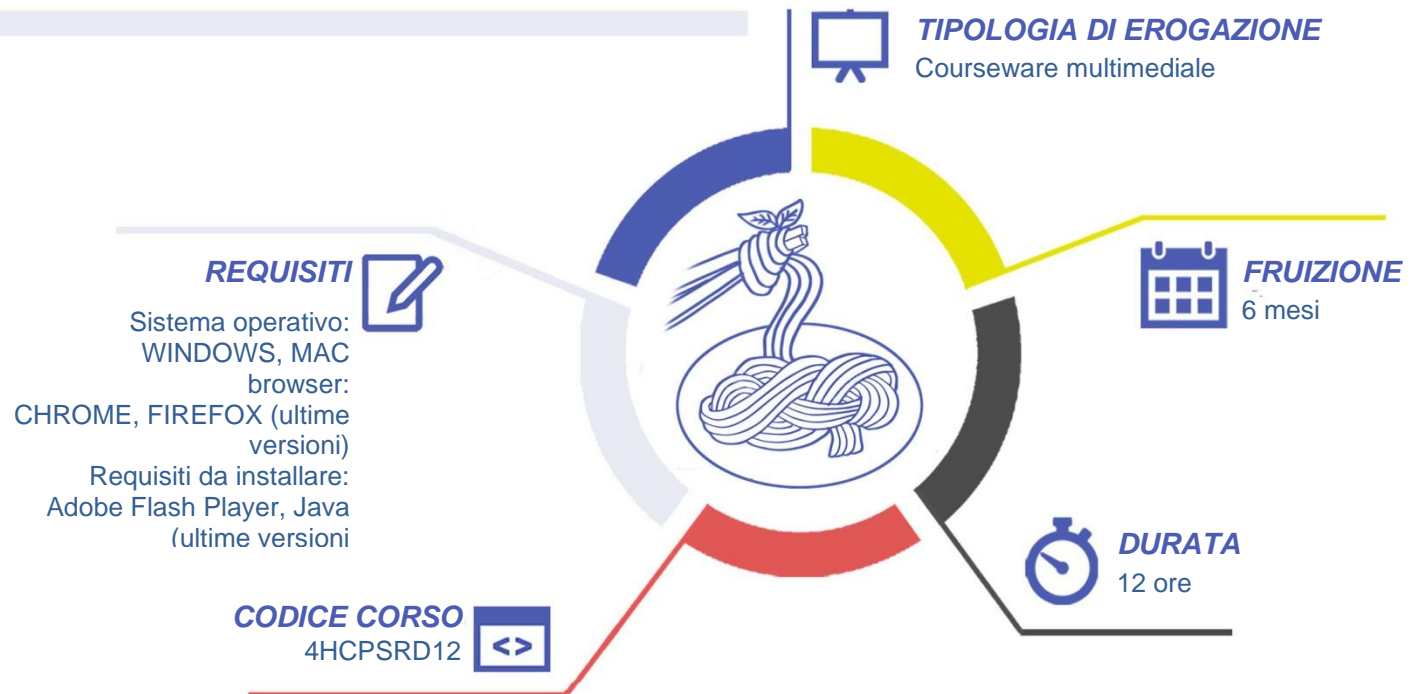 TIPOLOGIA DI EROGAZIONE
Courseware multimediale
REQUISITI
Sistema operativo:
WINDOWS, MAC
browser:
CHROME, FIREFOX (ultime
versioni)
Requisiti da installare:
Adobe Flash Player, Java
(ultime versioni
FRUIZIONE
6 mesi
DURATA
12 ore
CODICE CORSO
4HCPSRD12
<>